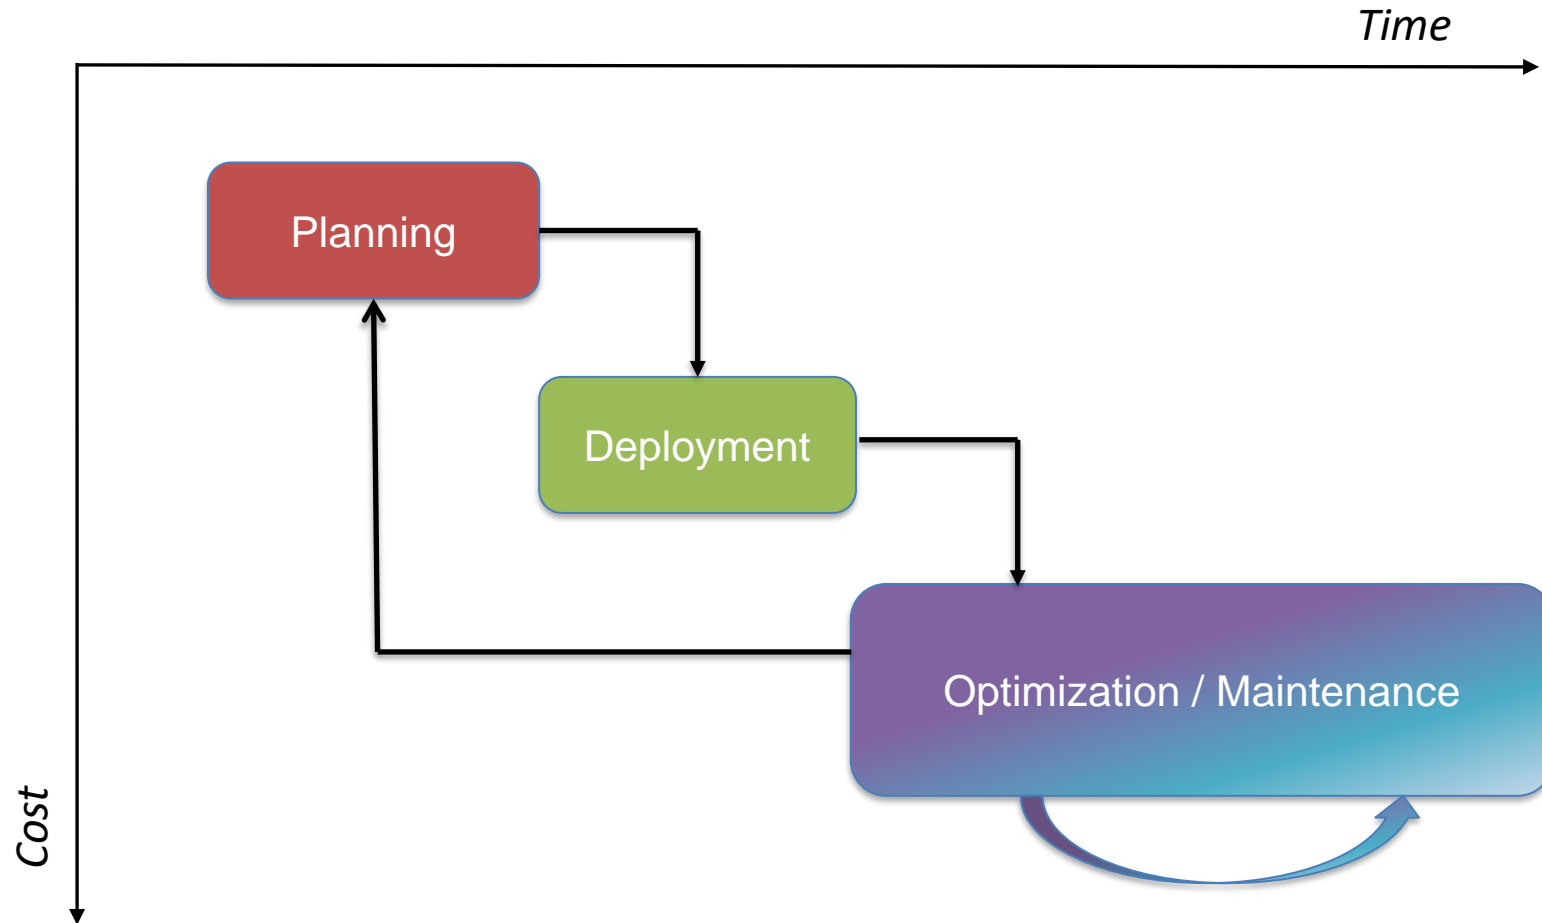 Time
Planning
Deployment
Optimization / Maintenance
Cost